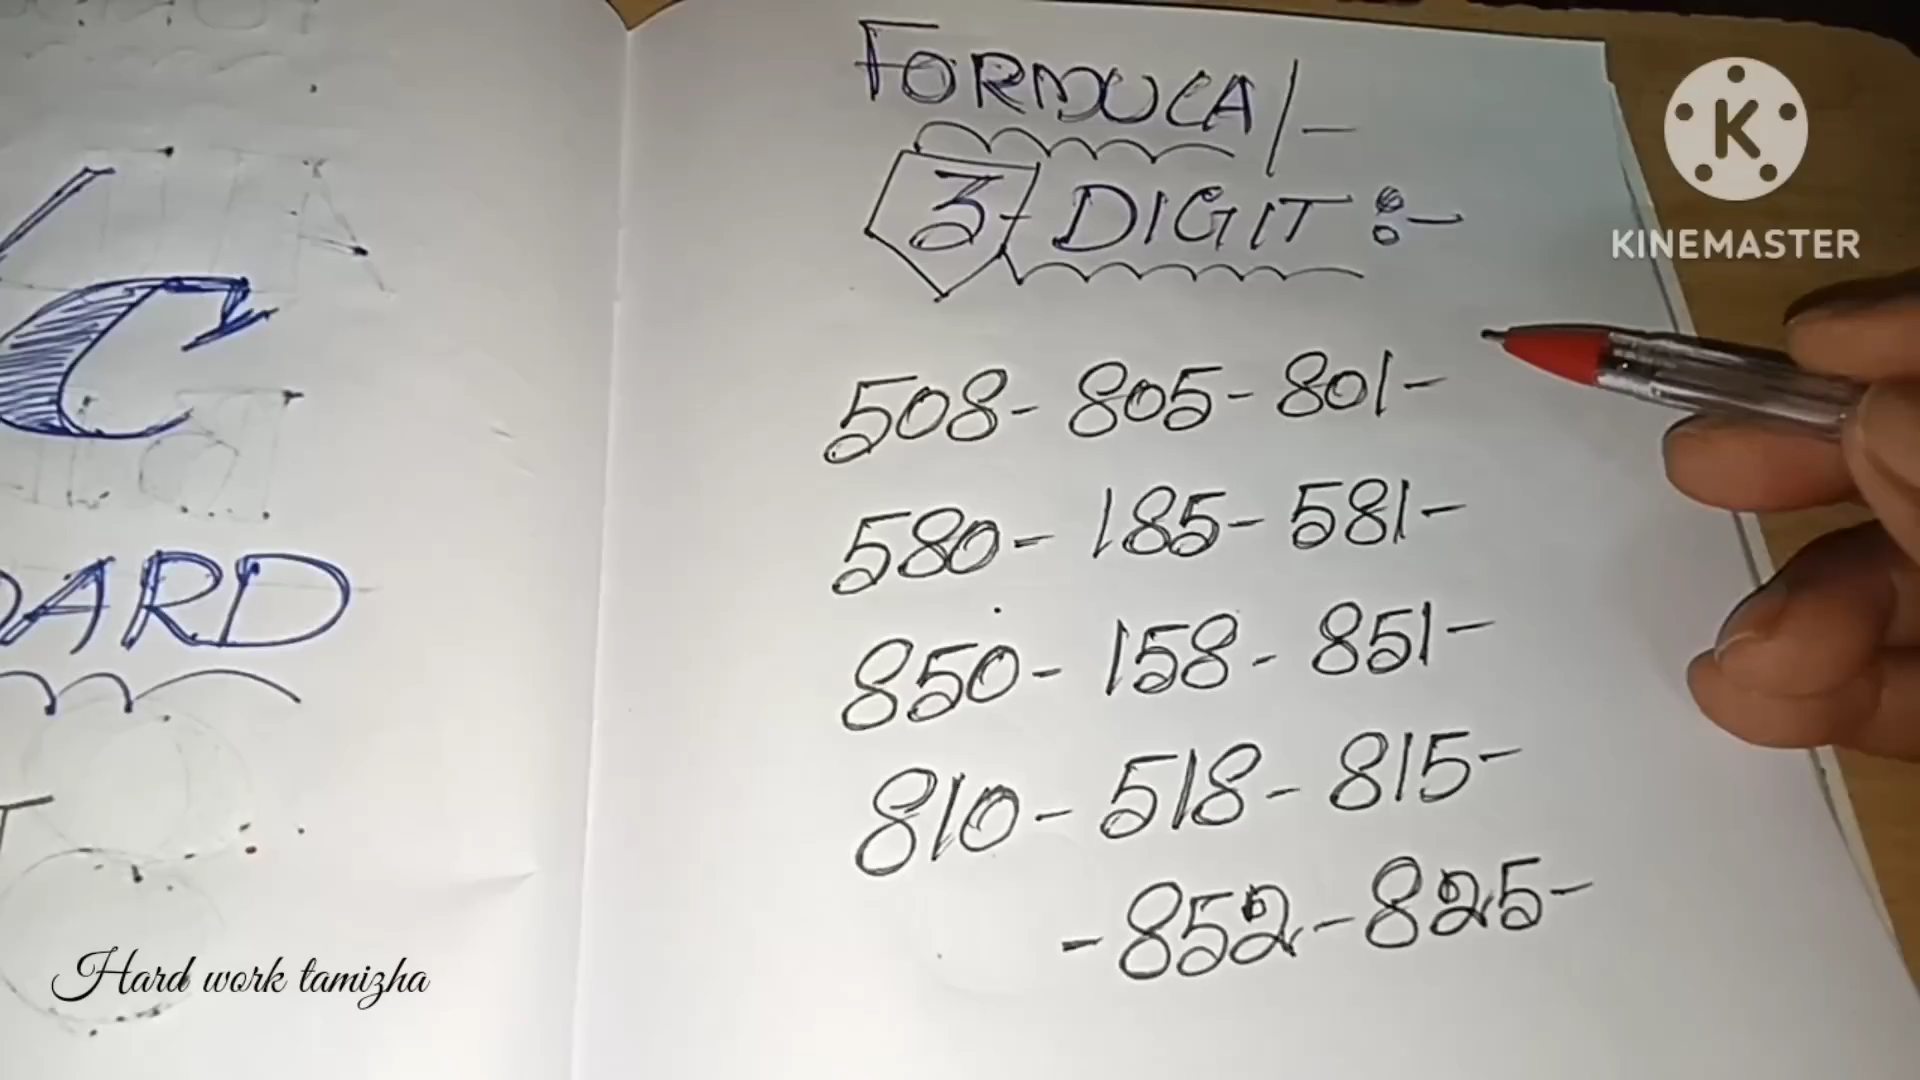 C
OARD
T
FORMULA/-
3 DIGIT:-
508-805-801-
580-185-581-
850-158-851-
810-518-815-
-852-825-
K
KINEMASTER
Hard work tamizha